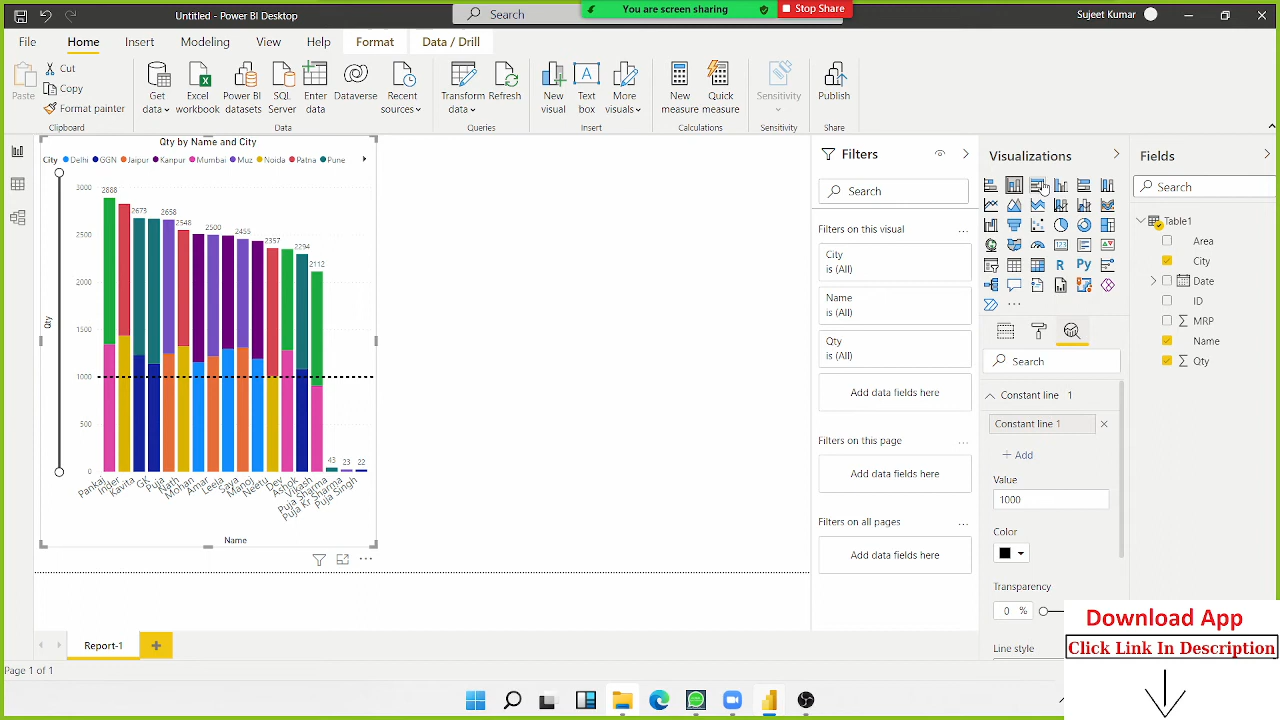 Untitled - Power BI Desktop
Search
You are screen sharing
Stop Share
Sujeet Kumar
File
Home
Insert
Modeling
View
Help
Format
Data / Drill
Paste
Cut
Copy
Format painter
Get data
Excel workbook
Power BI datasets
SQL Server
Enter data
Dataverse
Recent sources
Transform data
Refresh
New visual
Text box
More visuals
New measure
Quick measure
Sensitivity
Publish
Clipboard
Data
Queries
Insert
Calculations
Sensitivity
Share
Qty by Name and City
City Delhi GGN Jaipur Kanpur Mumbai Muz Noida Patna Pune
3000
2500
2000
1500
1000
500
0
Qty
2888
2673
2658
2548
2500
2455
2357
2294
2112
43
23
22
Pankaj
Inder
Kavita
GK
Puja
Nath
Mohan
Amar
Leela
Saya
Manoj
Neetu
Dev
Ashok
Vikash
Puja Sharma
Puja Kr Sharma
Puja Singh
Name
Filters
Search
Filters on this visual
City
is (All)
Name
is (All)
Qty
is (All)
Add data fields here
Filters on this page
Add data fields here
Filters on all pages
Add data fields here
Visualizations
R
Py
123
Search
Constant line 1
Constant line 1
Add
Value
1000
Color
Transparency
0 %
Line style
Fields
Search
Table1
Area
City
Date
ID
MRP
Name
Qty
Report-1
Page 1 of 1
Download App
Click Link In Description